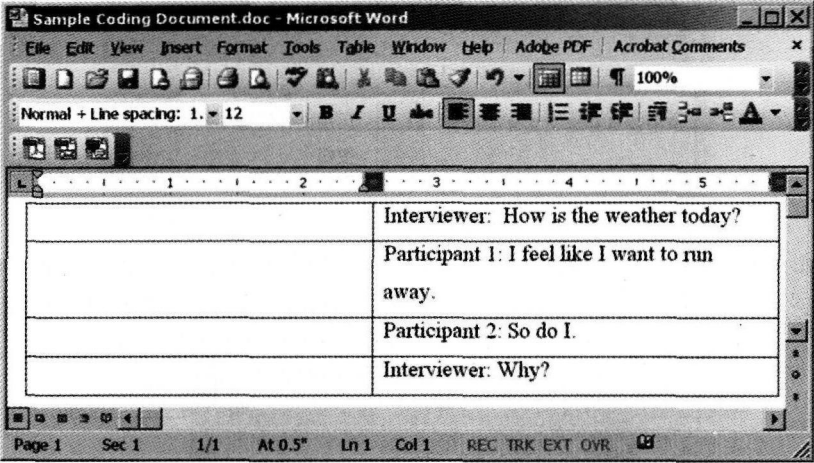 Sample Coding Document.doc - Microsoft Word
File Edit View Insert Format Tools Table Window Help Adobe PDF Acrobat Comments
100%
Normal + Line spacing: 1. 12 B I U abc A
1 2 3 4 5
Interviewer: How is the weather today?
Participant 1: I feel like I want to run
away.
Participant 2: So do I.
Interviewer: Why?
Page 1 Sec 1 1/1 At 0.5" Ln 1 Col 1 REC TRK EXT OVR